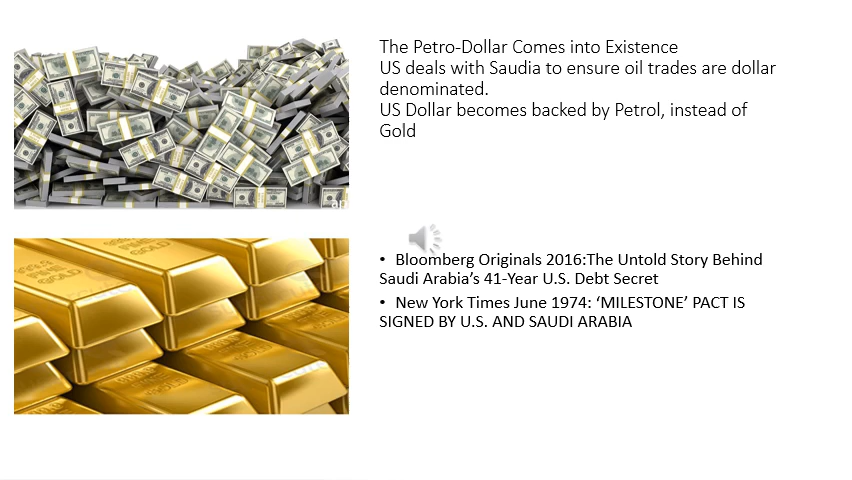 The Petro-Dollar Comes into Existence
US deals with Saudia to ensure oil trades are dollar
denominated.
US Dollar becomes backed by Petrol, instead of
Gold
• Bloomberg Originals 2016:The Untold Story Behind
Saudi Arabia’s 41-Year U.S. Debt Secret
• New York Times June 1974: ‘MILESTONE’ PACT IS
SIGNED BY U.S. AND SAUDI ARABIA
FINE
GOLD